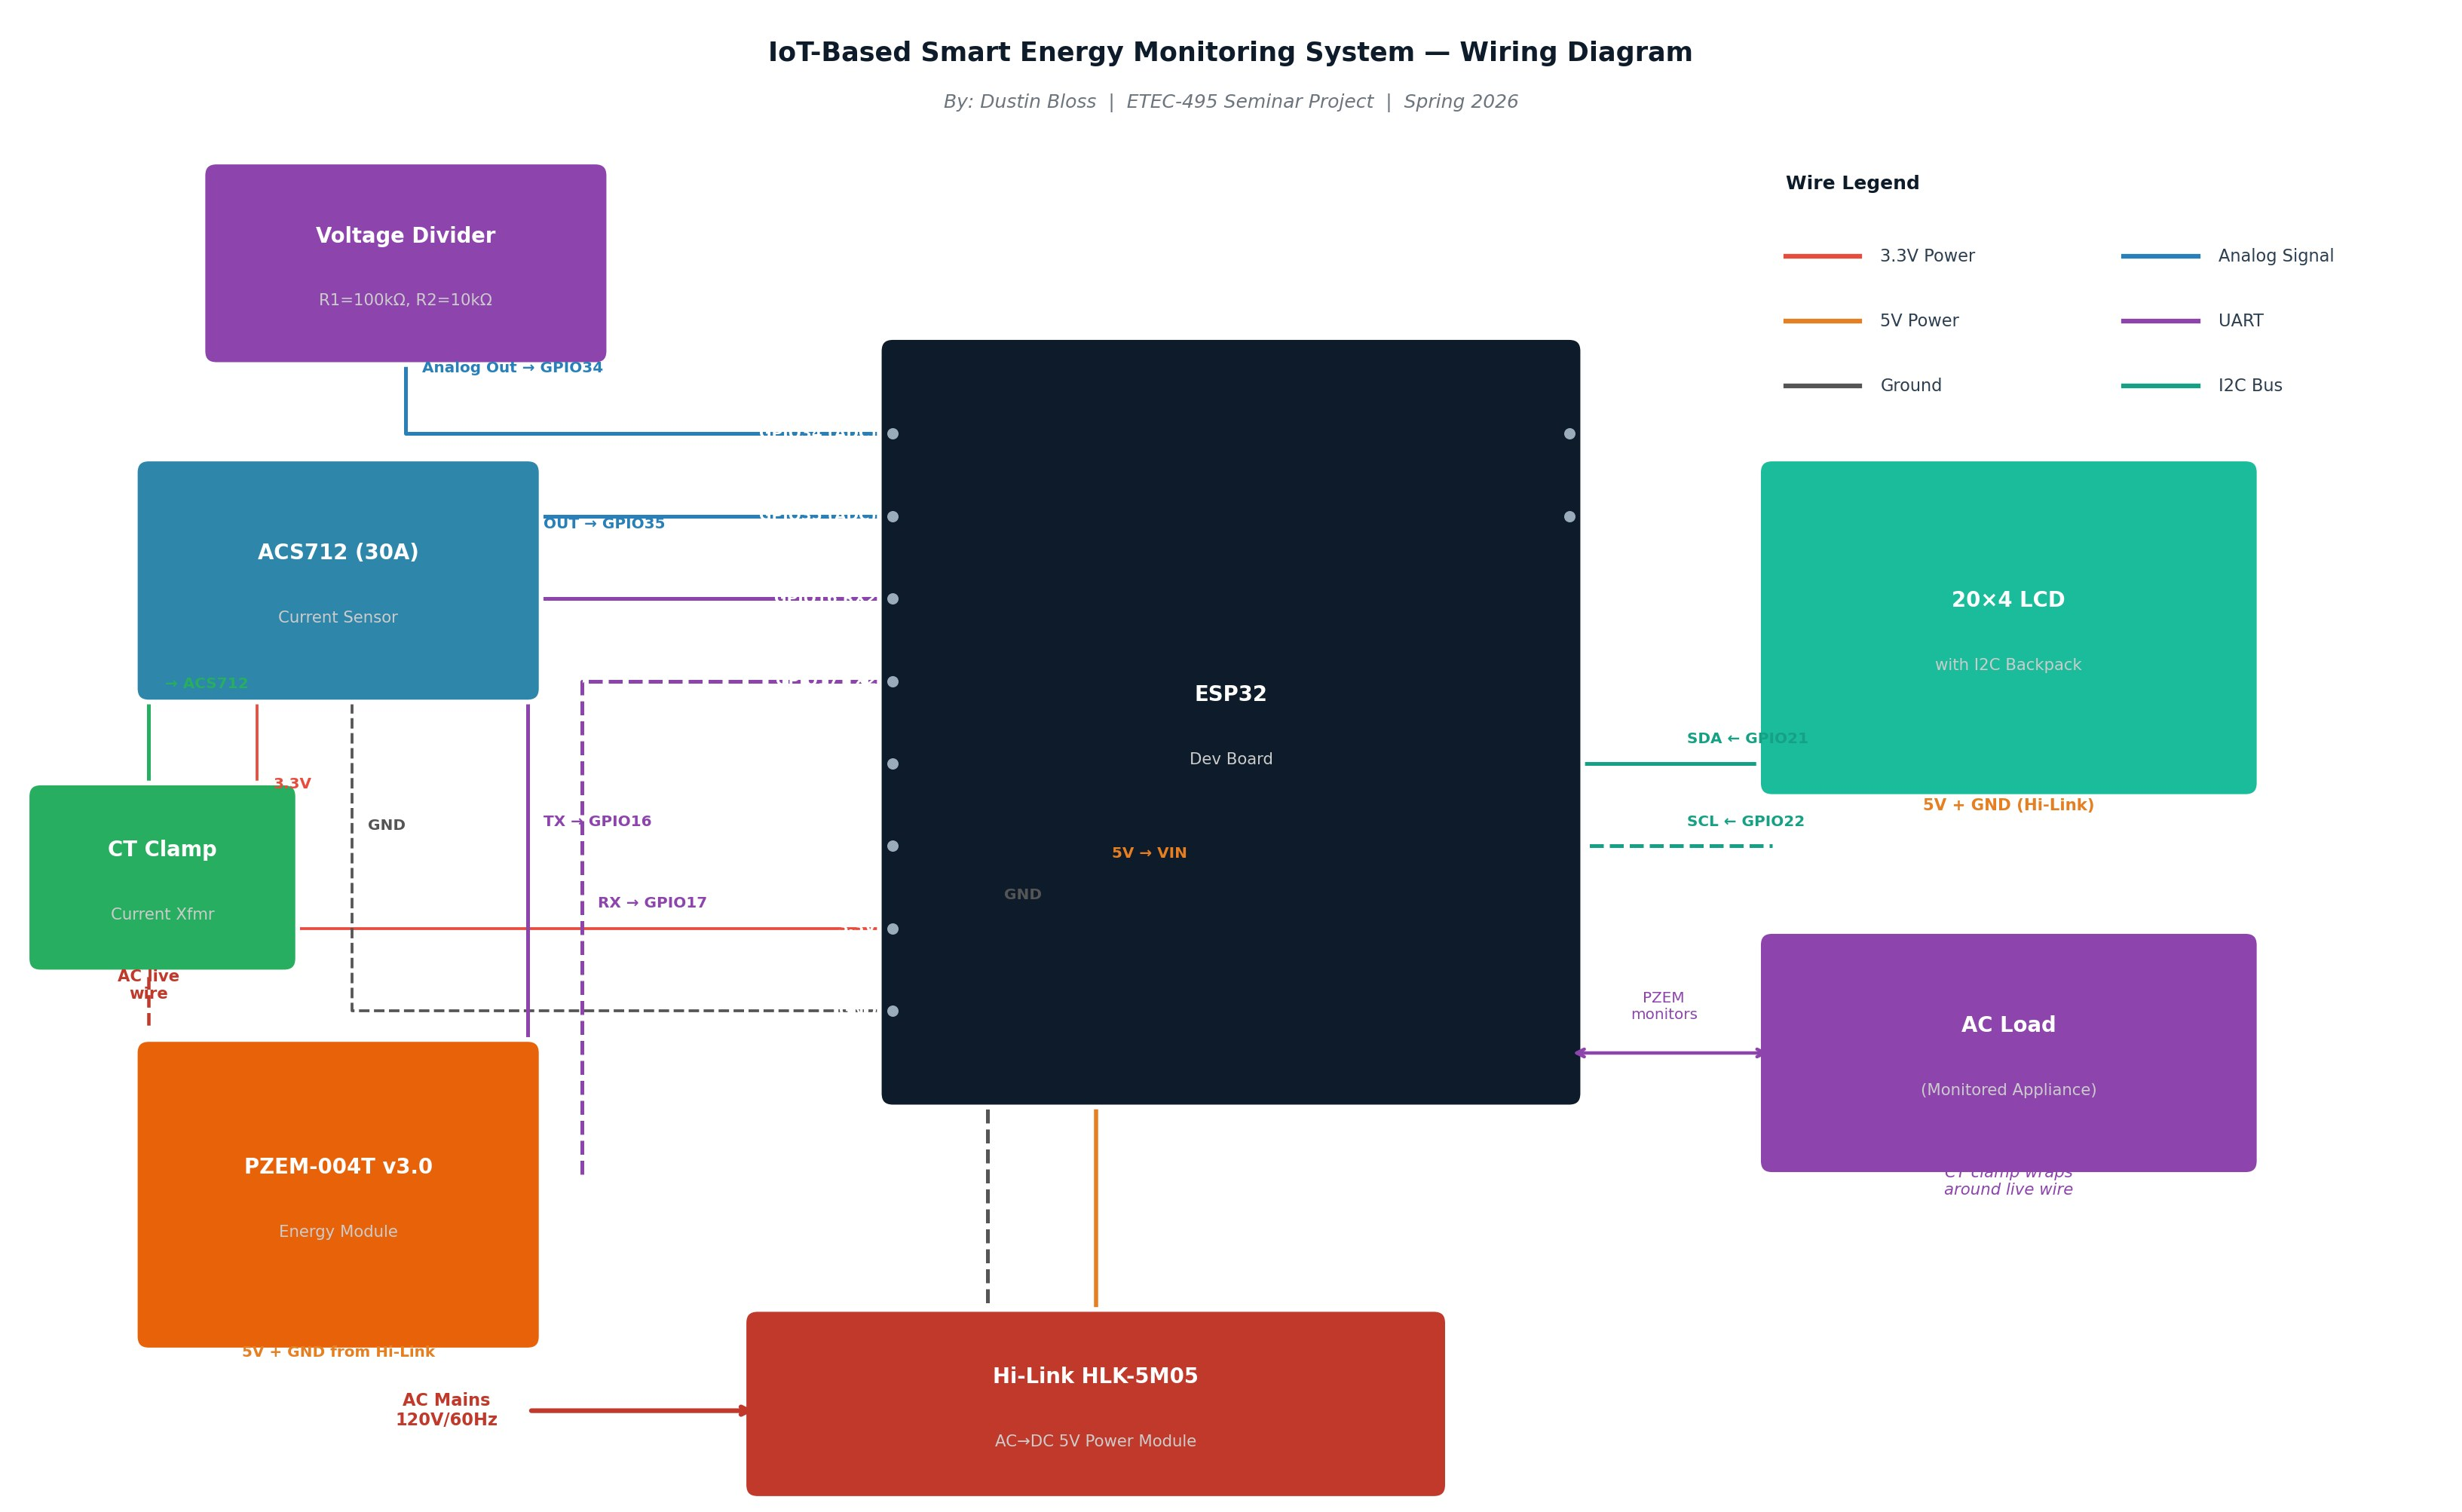 IoT-Based Smart Energy Monitoring System — Wiring Diagram
By: Dustin Bloss | ETEC-495 Seminar Project | Spring 2026
Voltage Divider
R1=100kΩ, R2=10kΩ
Analog Out → GPIO34
Wire Legend
3.3V Power
Analog Signal
5V Power
UART
Ground
I2C Bus
ACS712 (30A)
Current Sensor
OUT → GPIO35
→ ACS712
3.3V
GND
TX → GPIO16
RX → GPIO17
CT Clamp
Current Xfmr
AC live
wire
ESP32
Dev Board
5V → VIN
GND
20×4 LCD
with I2C Backpack
SDA ← GPIO21
5V + GND (Hi-Link)
SCL ← GPIO22
PZEM
monitors
AC Load
(Monitored Appliance)
CT clamp wraps
around live wire
PZEM-004T v3.0
Energy Module
5V + GND from Hi-Link
AC Mains
120V/60Hz
Hi-Link HLK-5M05
AC→DC 5V Power Module